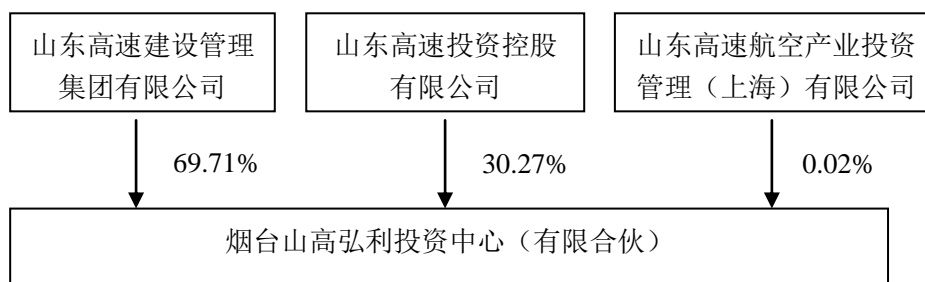 山东高速建设管理
集团有限公司
山东高速投资控股
有限公司
山东高速航空产业投资
管理（上海）有限公司
69.71%
30.27%
0.02%
烟台山高弘利投资中心（有限合伙）